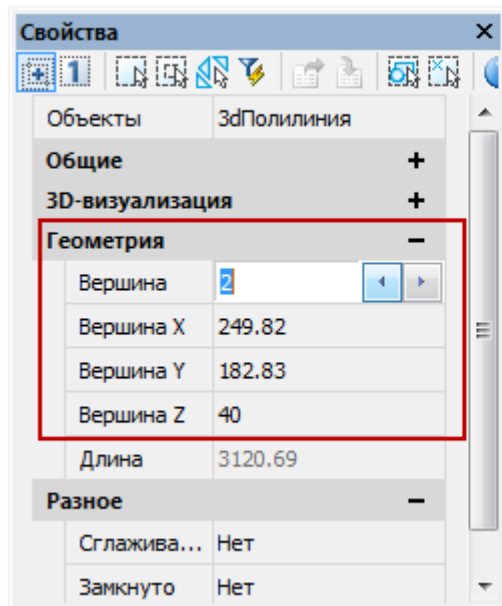 Свойства
1
Объекты 3dПолилиния
Общие
3D-визуализация
Геометрия
Вершина 2
Вершина X 249.82
Вершина Y 182.83
Вершина Z 40
Длина 3120.69
Разное
Сглажива... Нет
Замкнуто Нет